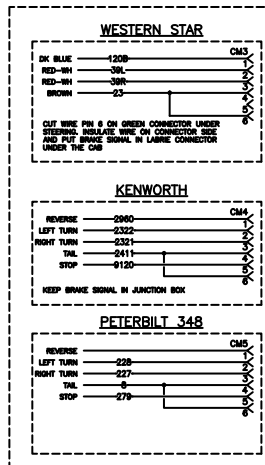 WESTERN STAR
CM3
DK BLUE 120B 1
RED-WH 39L 2
RED-WH 39R 3
BROWN 23 4
5
6
CUT WIRE PIN 6 ON GREEN CONNECTOR UNDER
STEERING. INSULATE WIRE ON CONNECTOR SIDE
AND PUT BRAKE SIGNAL IN LABRIE CONNECTOR
UNDER THE CAB
KENWORTH
CM4
REVERSE 2960 1
LEFT TURN 2322 2
RIGHT TURN 2321 3
TAIL 2411 4
STOP 9120 5
6
KEEP BRAKE SIGNAL IN JUNCTION BOX
PETERBILT 348
CM5
REVERSE 1
LEFT TURN 228 2
RIGHT TURN 227 3
TAIL 8 4
STOP 279 5
6